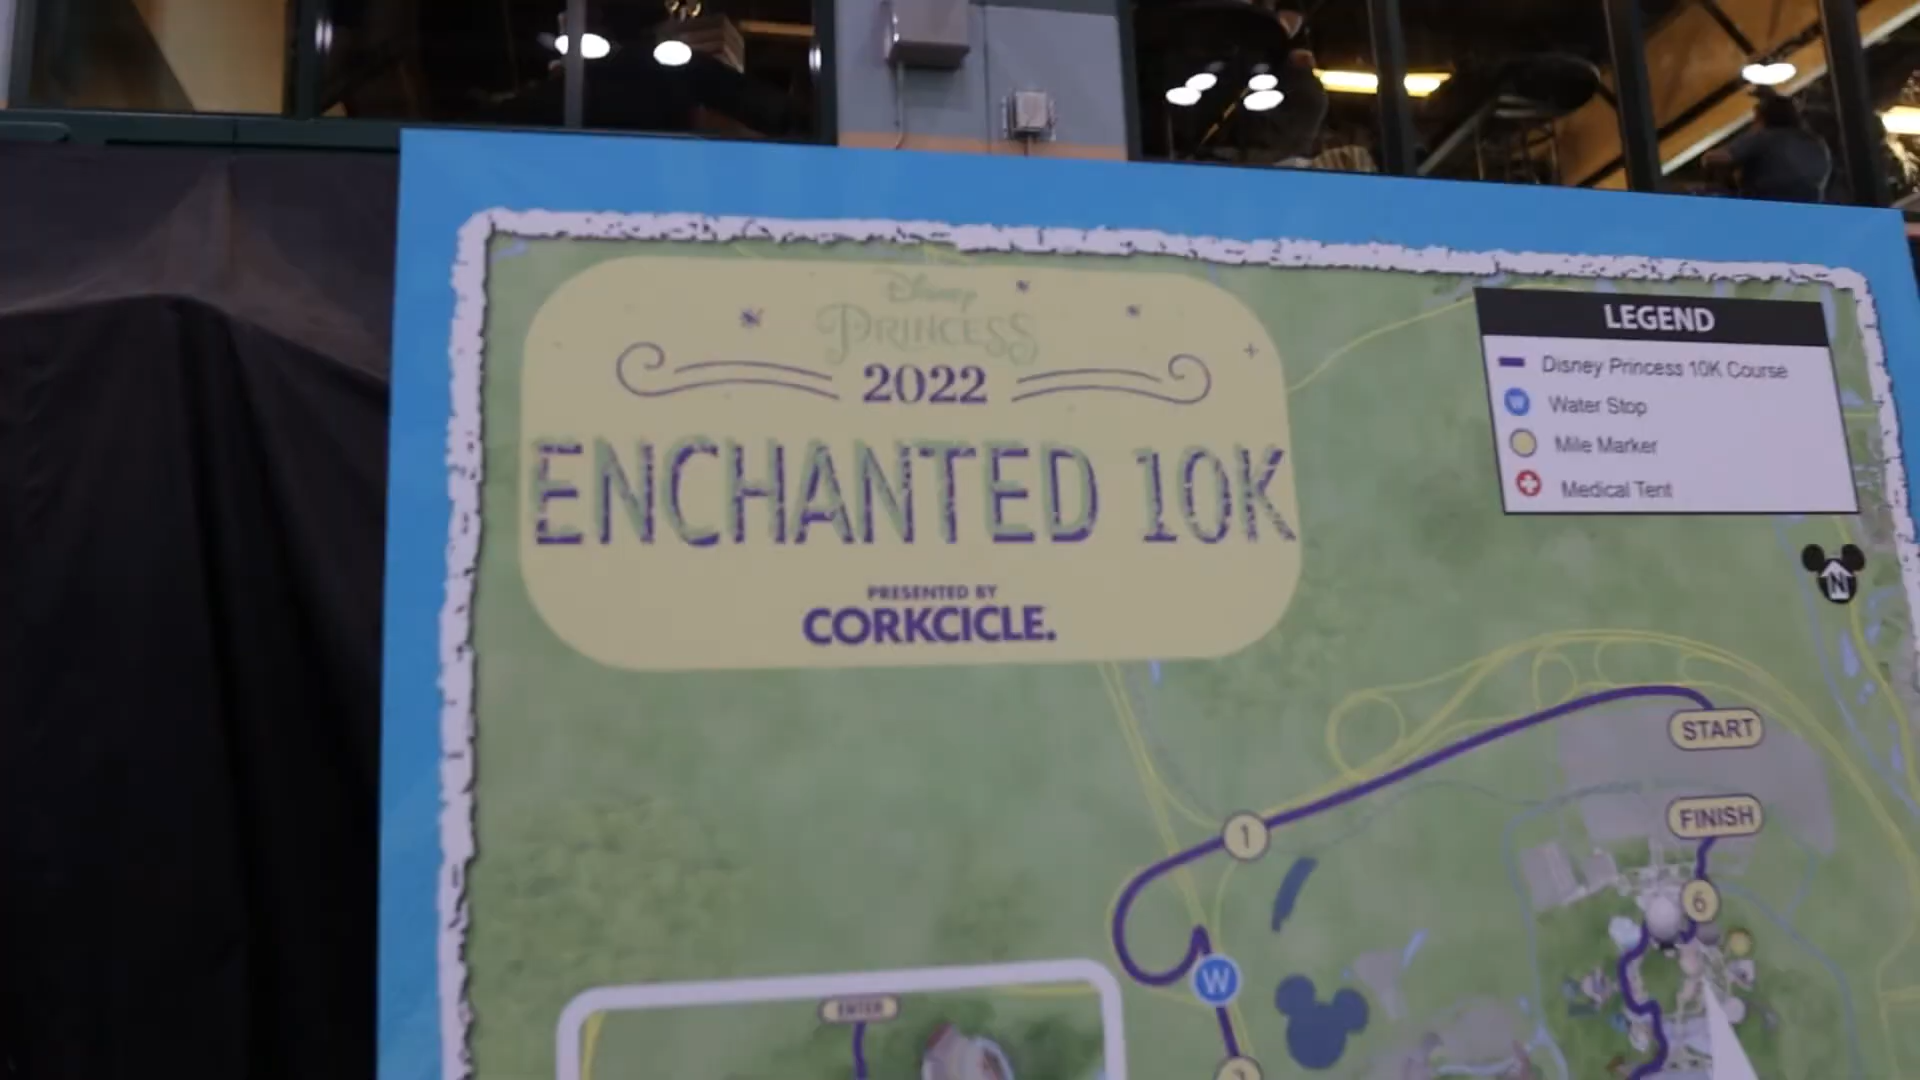 Disney
PRINCESS
2022
ENCHANTED 10K
PRESENTED BY
CORKCICLE.
LEGEND
Disney Princess 10K Course
W Water Stop
Mile Marker
Medical Tent
N
START
1
FINISH
6
W
ENTER